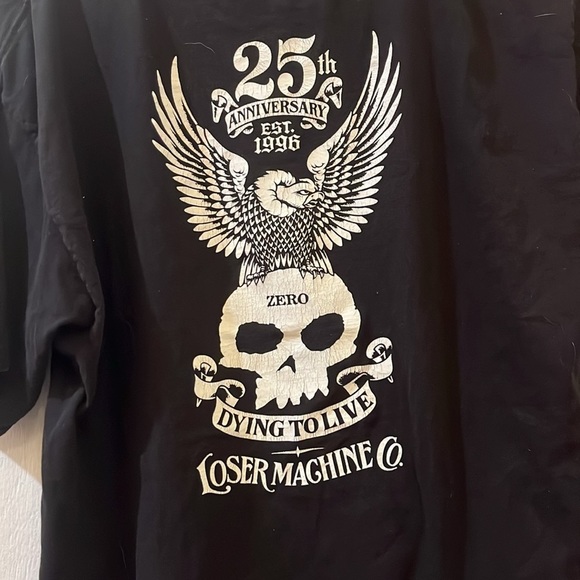 25th
ANNIVERSARY
EST.
1996
ZERO
DYING TO LIVE
LOSER MACHINE CO.